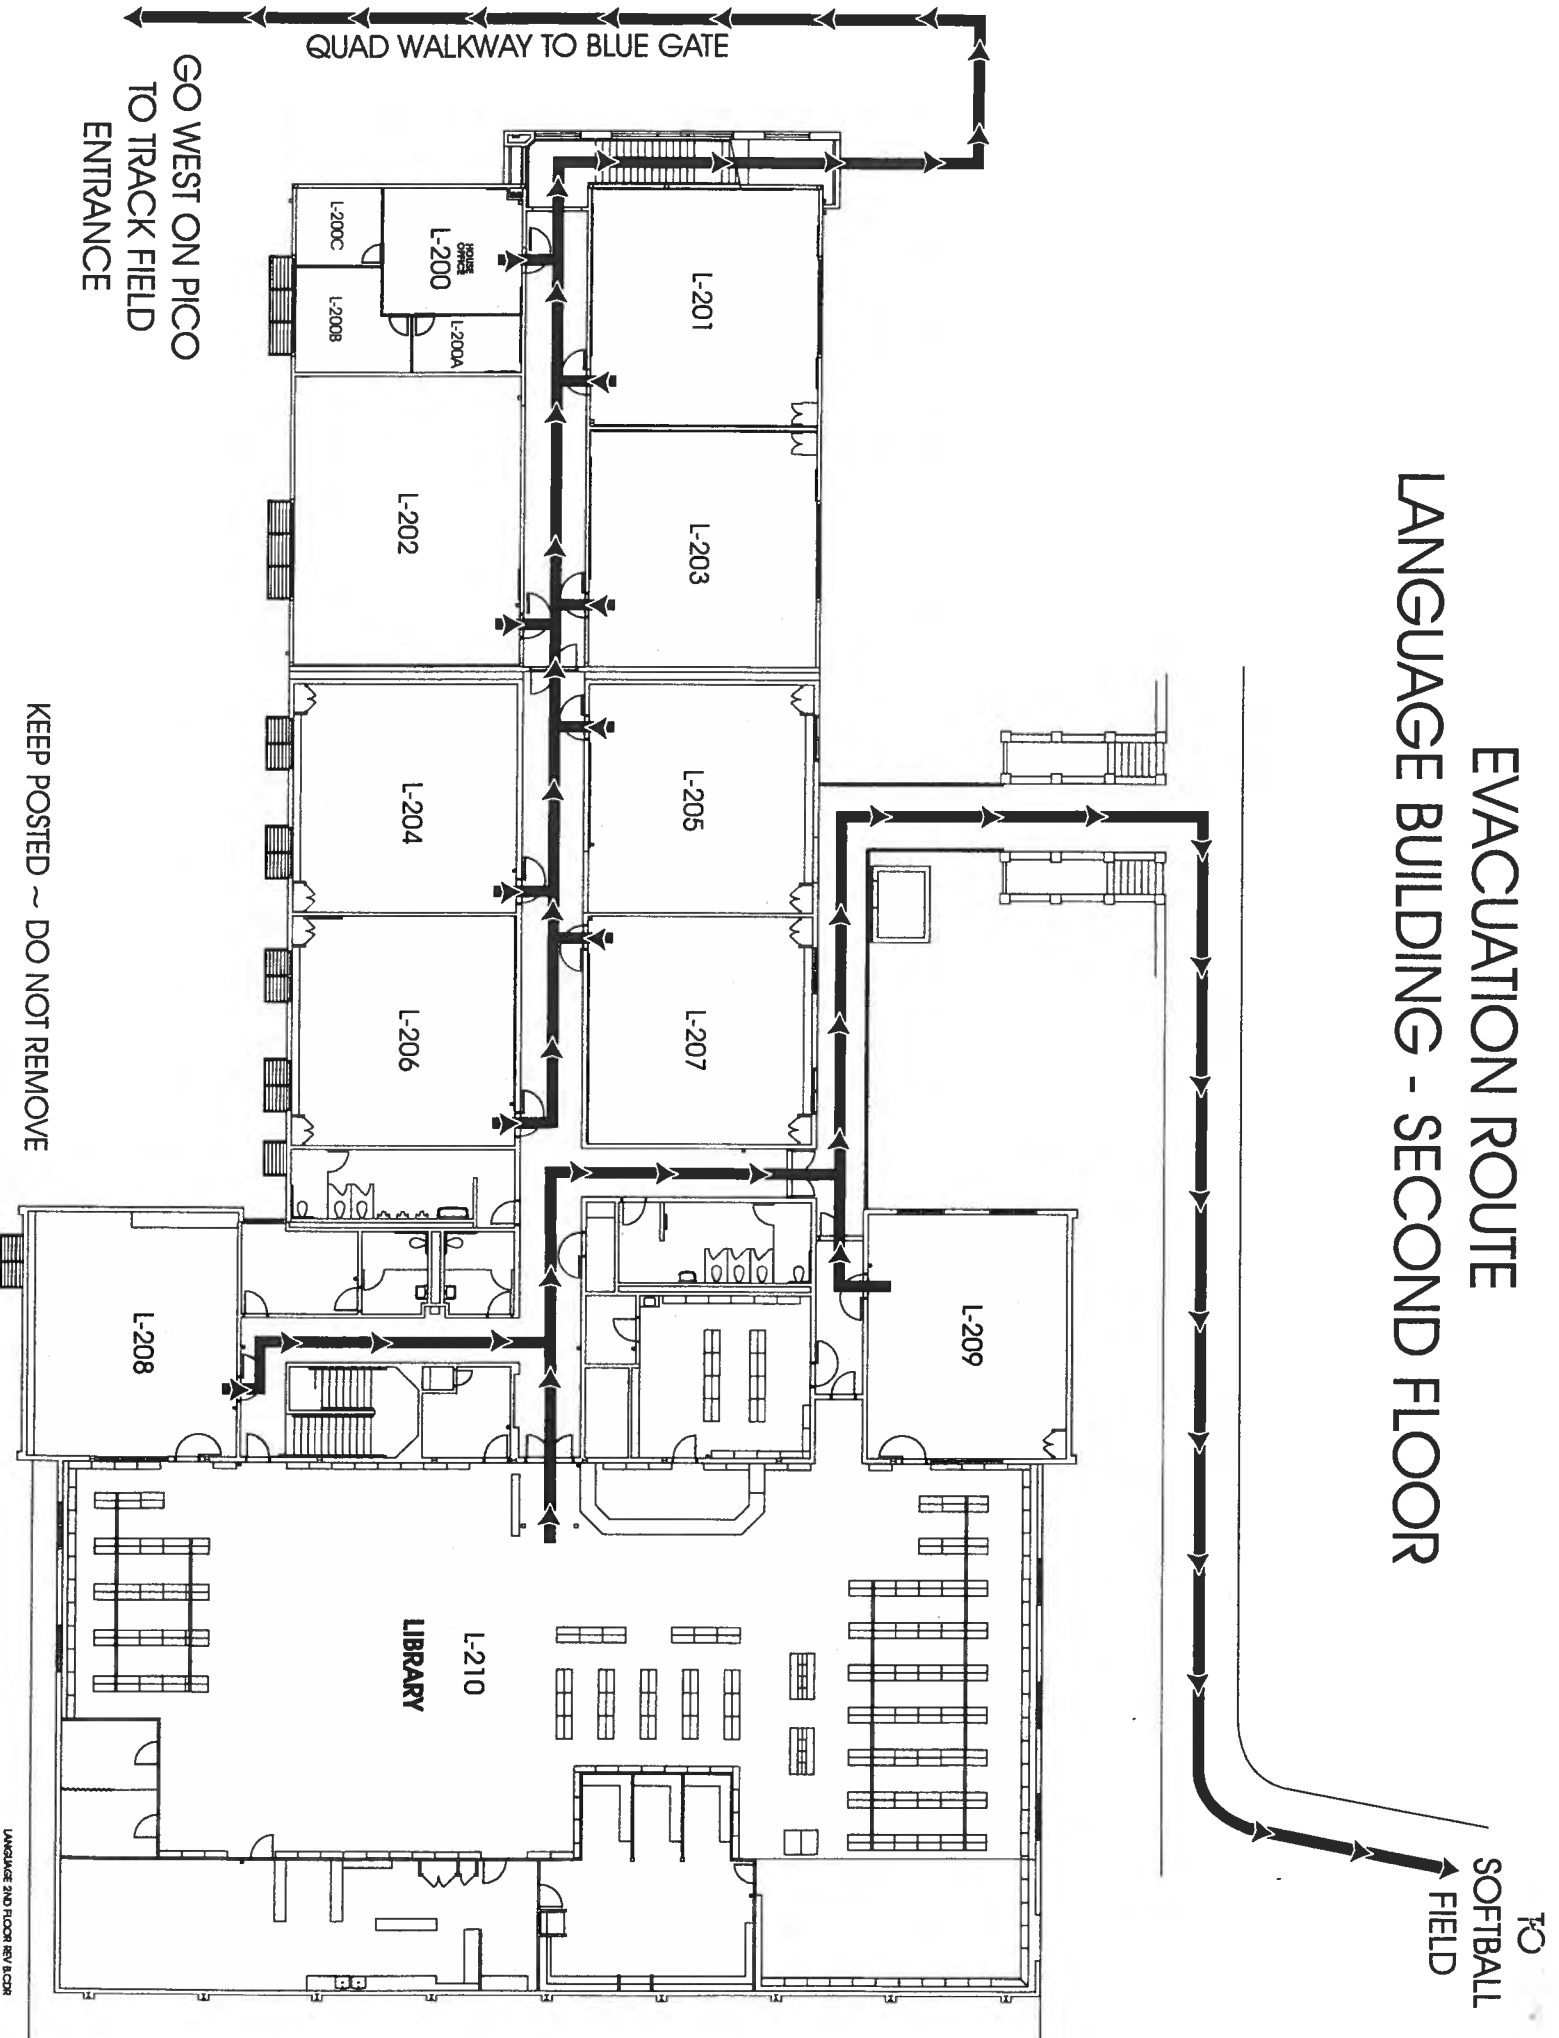 EVACUATION ROUTE
LANGUAGE BUILDING - SECOND FLOOR
TO
SOFTBALL
FIELD
QUAD WALKWAY TO BLUE GATE
GO WEST ON PICO
TO TRACK FIELD
ENTRANCE
L-201
L-203
L-205
L-207
L-209
HOUSE
OFFICE
L-200
L-200A
L-200C
L-200B
L-202
L-204
L-206
L-208
L-210
LIBRARY
KEEP POSTED ~ DO NOT REMOVE
LANGUAGE 2ND FLOOR REV B.CDR